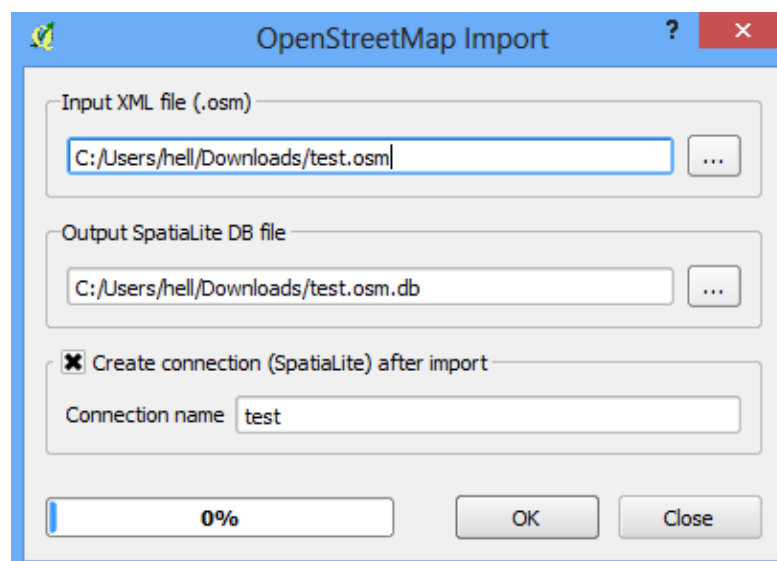 OpenStreetMap Import
?
Input XML file (.osm)
C:/Users/hell/Downloads/test.osm
...
Output SpatiaLite DB file
C:/Users/hell/Downloads/test.osm.db
...
Create connection (SpatiaLite) after import
Connection name test
0% OK Close